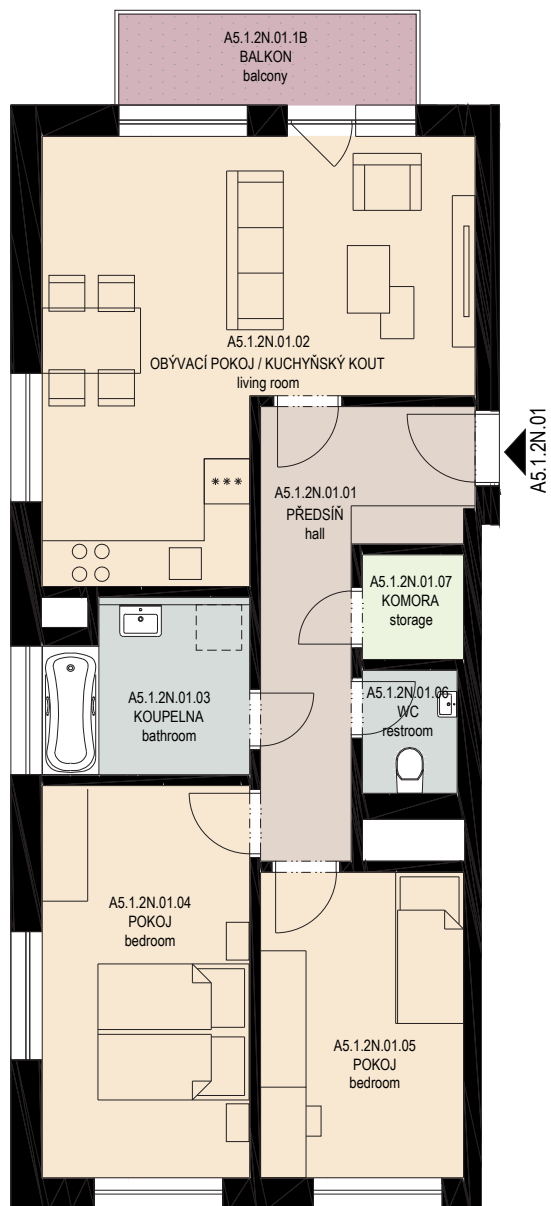 A5.1.2N.01.1B
BALKON
balcony
A5.1.2N.01.02
OBÝVACÍ POKOJ / KUCHYŇSKÝ KOUT
living room
A5.1.2N.01
A5.1.2N.01.01
PŘEDSÍŇ
hall
A5.1.2N.01.07
KOMORA
storage
A5.1.2N.01.03
KOUPELNA
bathroom
A5.1.2N.01.06
WC
restroom
A5.1.2N.01.04
POKOJ
bedroom
A5.1.2N.01.05
POKOJ
bedroom